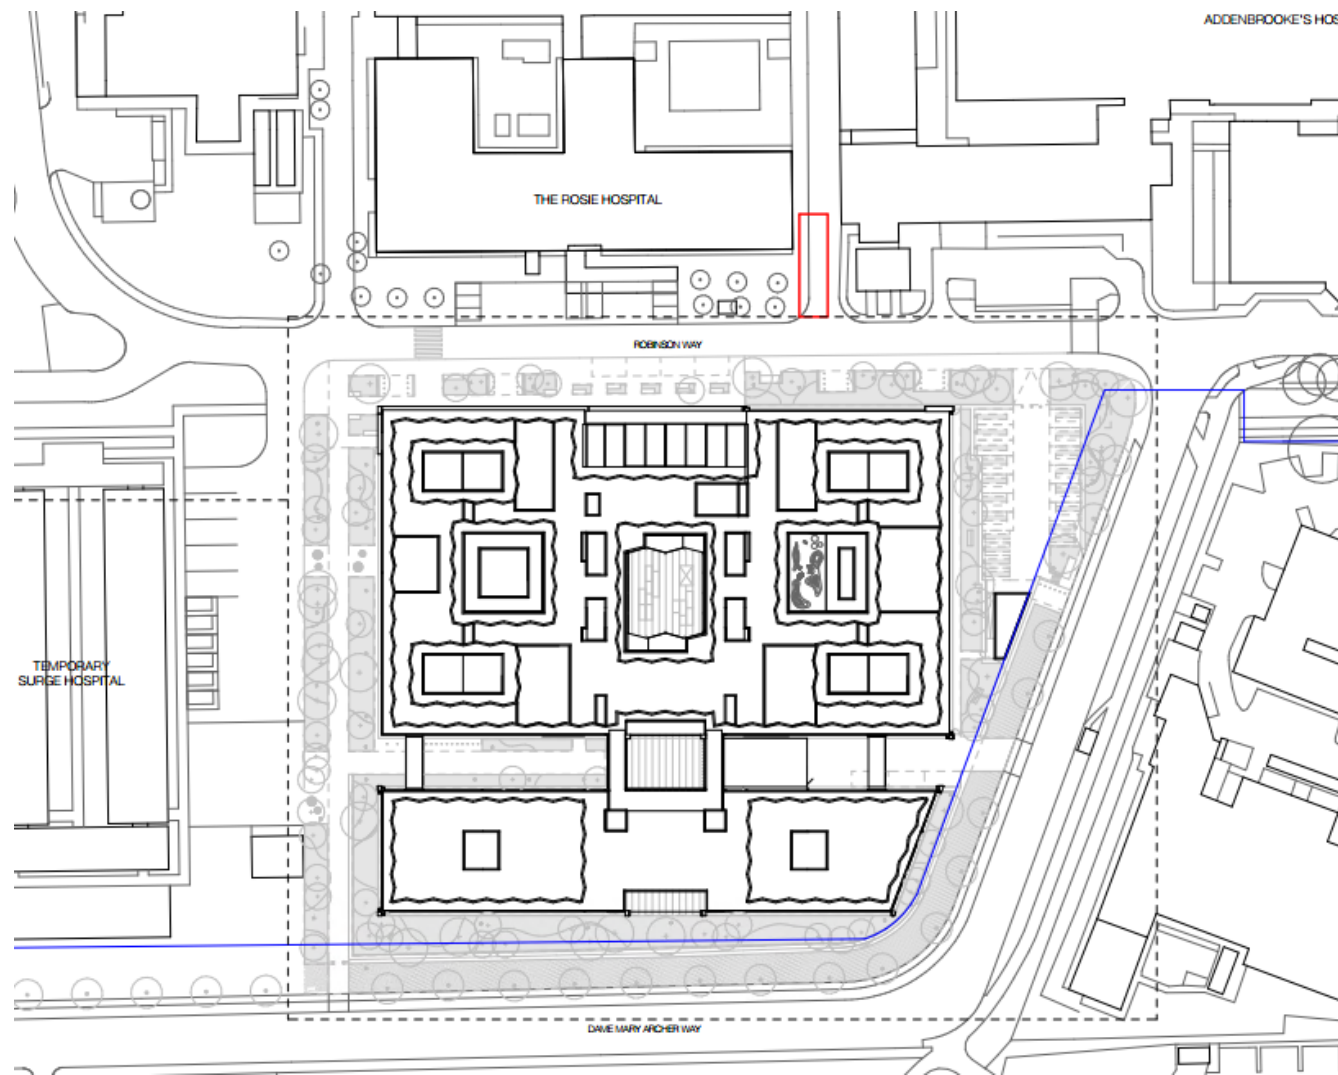 ADDENBROOKE'S HOS
THE ROSIE HOSPITAL
ROBINSON WAY
TEMPORARY
SURGE HOSPITAL
DAME MARY ARCHER WAY